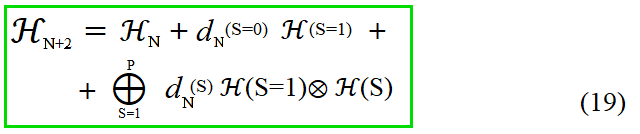 ℋ_{N+2} = ℋ_N + d_N^{(S=0)} ℋ^{(S=1)} +
+ ⨁_{S=1}^{P} d_N^{(S)} ℋ(S=1)⊗ ℋ(S) (19)